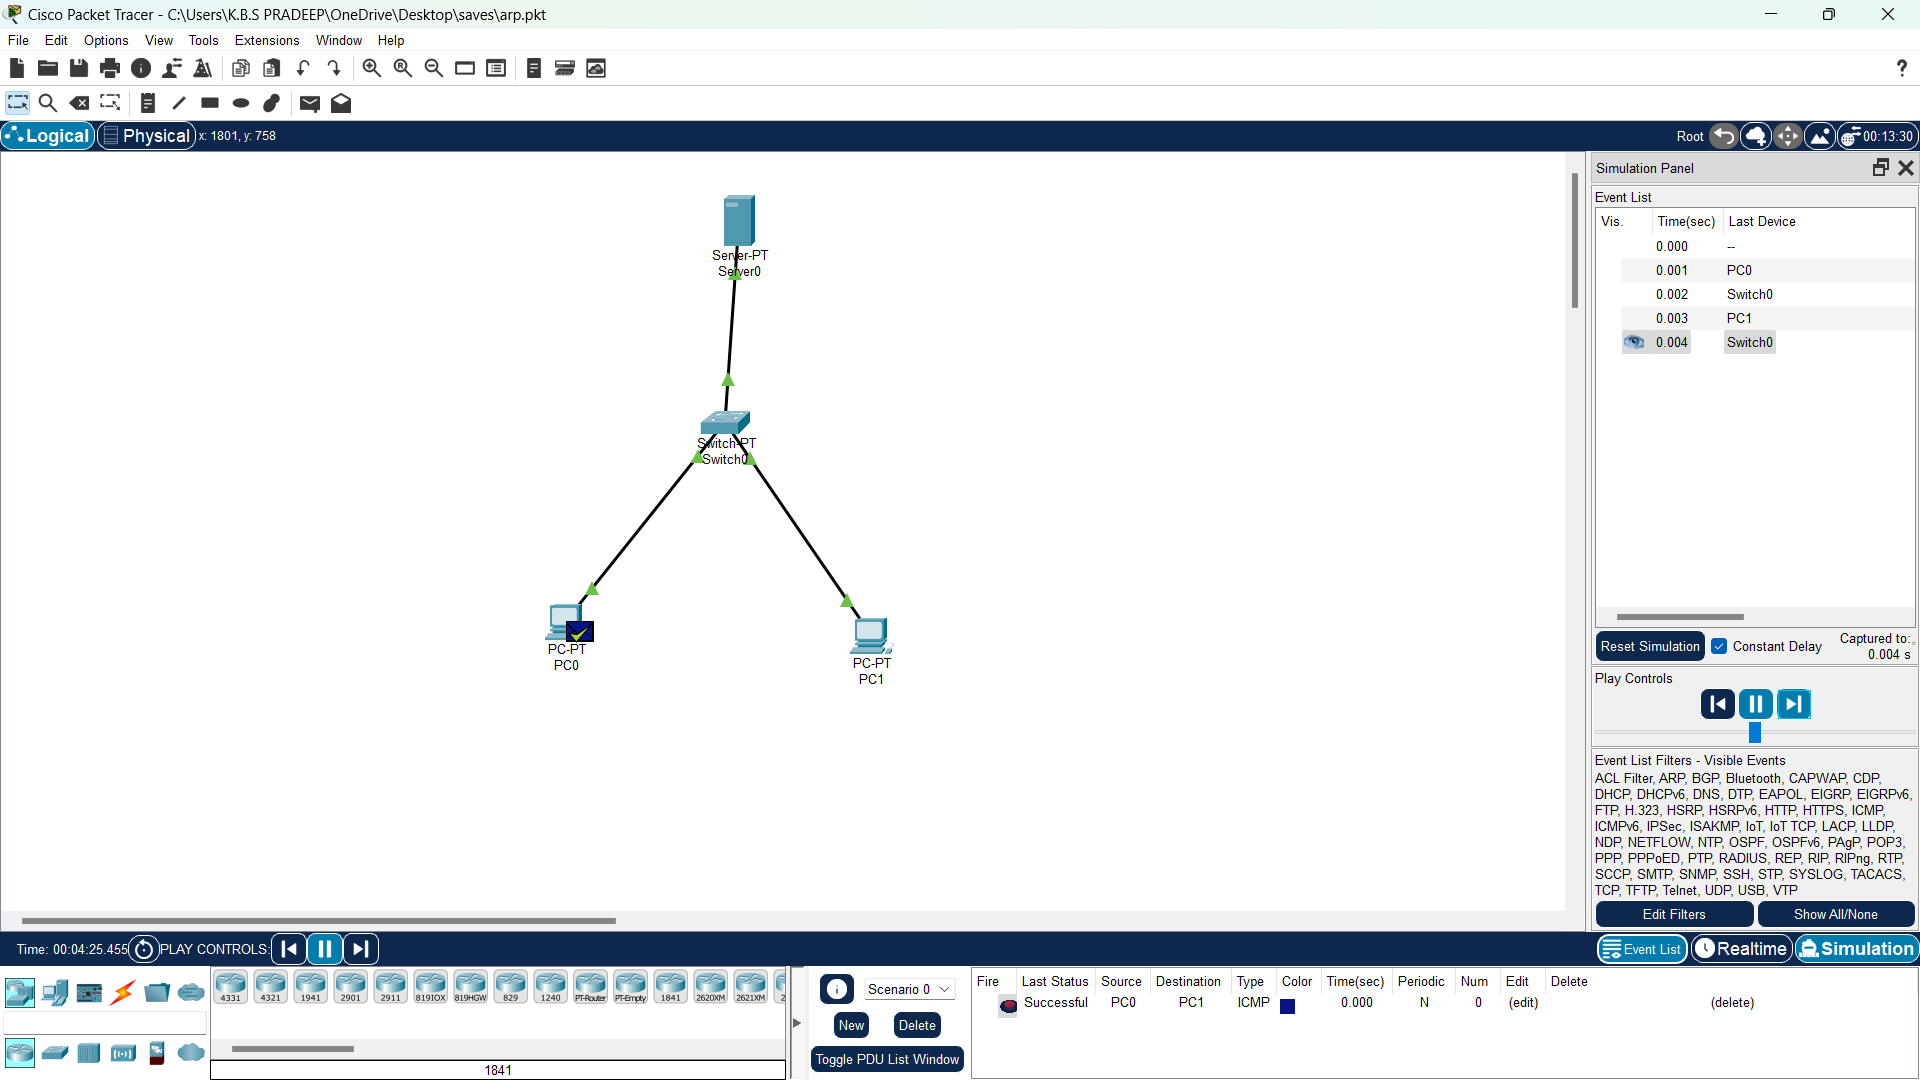 Cisco Packet Tracer - C:\Users\K.B.S PRADEEP\OneDrive\Desktop\saves\arp.pkt
File Edit Options View Tools Extensions Window Help
?
Logical Physical x: 1801, y: 758 Root 00:13:30
Simulation Panel
Event List
Vis. Time(sec) Last Device
0.000 --
0.001 PC0
0.002 Switch0
0.003 PC1
0.004 Switch0
Server-PT
Server0
Switch-PT
Switch0
PC-PT
PC0
PC-PT
PC1
Reset Simulation Constant Delay Captured to:
0.004 s
Play Controls
Event List Filters - Visible Events
ACL Filter, ARP, BGP, Bluetooth, CAPWAP, CDP,
DHCP, DHCPv6, DNS, DTP, EAPOL, EIGRP, EIGRPv6,
FTP, H.323, HSRP, HSRPv6, HTTP, HTTPS, ICMP,
ICMPv6, IPSec, ISAKMP, IoT, IoT TCP, LACP, LLDP,
NDP, NETFLOW, NTP, OSPF, OSPFv6, PAgP, POP3,
PPP, PPPoED, PTP, RADIUS, REP, RIP, RIPng, RTP,
SCCP, SMTP, SNMP, SSH, STP, SYSLOG, TACACS,
TCP, TFTP, Telnet, UDP, USB, VTP
Edit Filters Show All/None
Time: 00:04:25.455 PLAY CONTROLS: Event List Realtime Simulation
4331 4321 1941 2901 2911 819IOX 819HGW 829 1240 PT-Router PT-Empty 1841 2620XM 2621XM 2
1841
Scenario 0
New Delete
Toggle PDU List Window
Fire Last Status Source Destination Type Color Time(sec) Periodic Num Edit Delete
Successful PC0 PC1 ICMP 0.000 N 0 (edit) (delete)